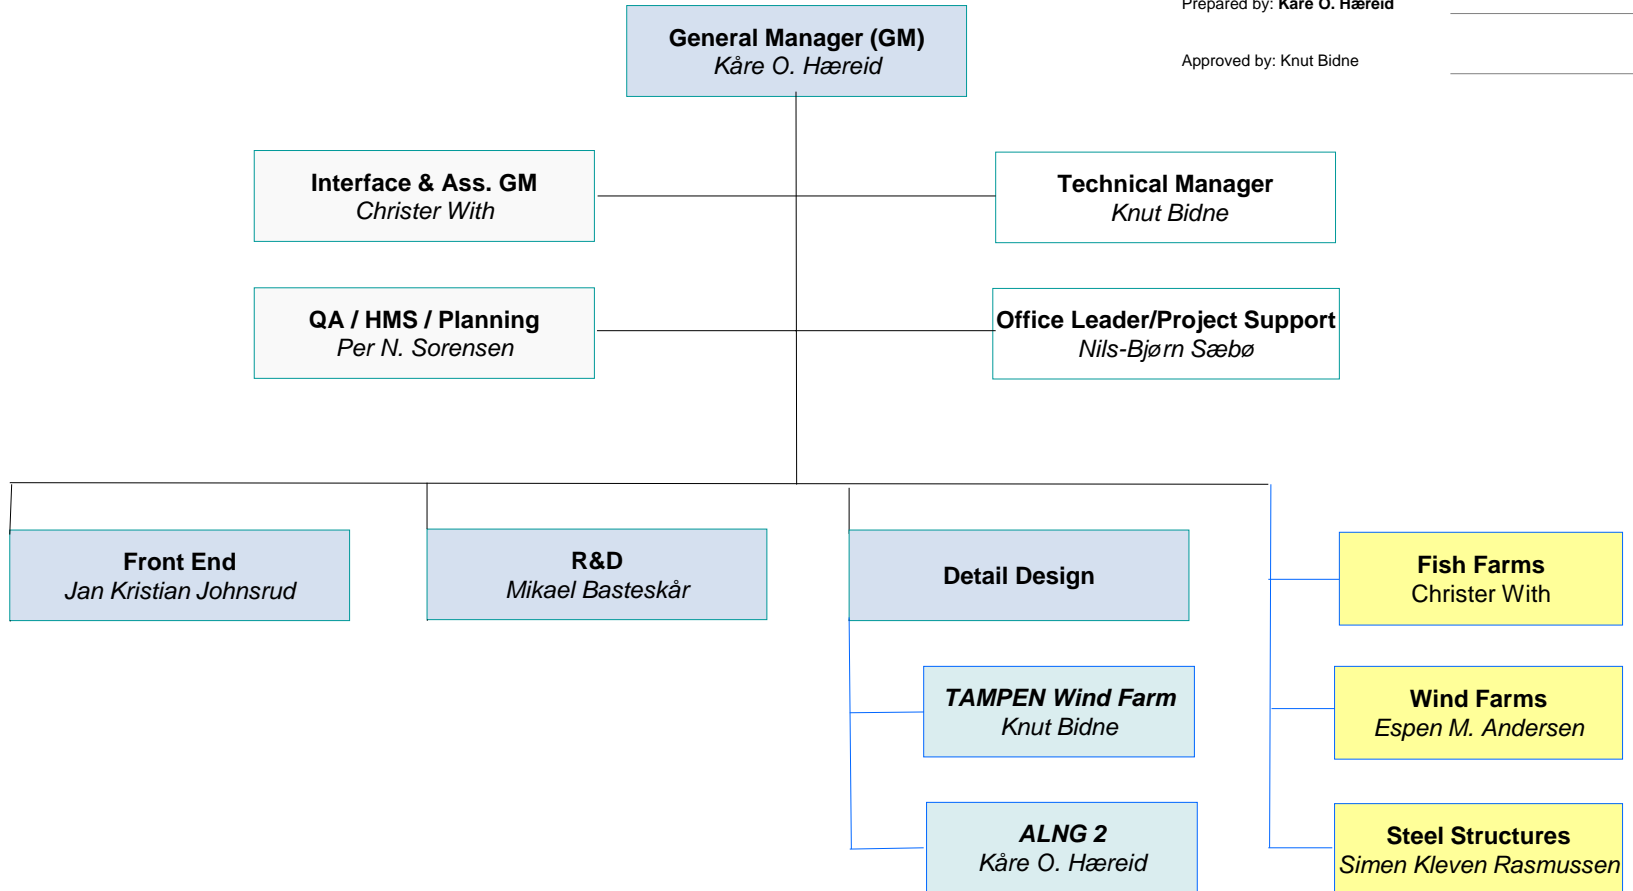 Prepared by: Kåre O. Hæreid
General Manager (GM)
Kåre O. Hæreid
Approved by: Knut Bidne
Interface & Ass. GM
Christer With
Technical Manager
Knut Bidne
QA / HMS / Planning
Per N. Sorensen
Office Leader/Project Support
Nils-Bjørn Sæbø
Front End
Jan Kristian Johnsrud
R&D
Mikael Basteskår
Detail Design
Fish Farms
Christer With
TAMPEN Wind Farm
Knut Bidne
Wind Farms
Espen M. Andersen
ALNG 2
Kåre O. Hæreid
Steel Structures
Simen Kleven Rasmussen